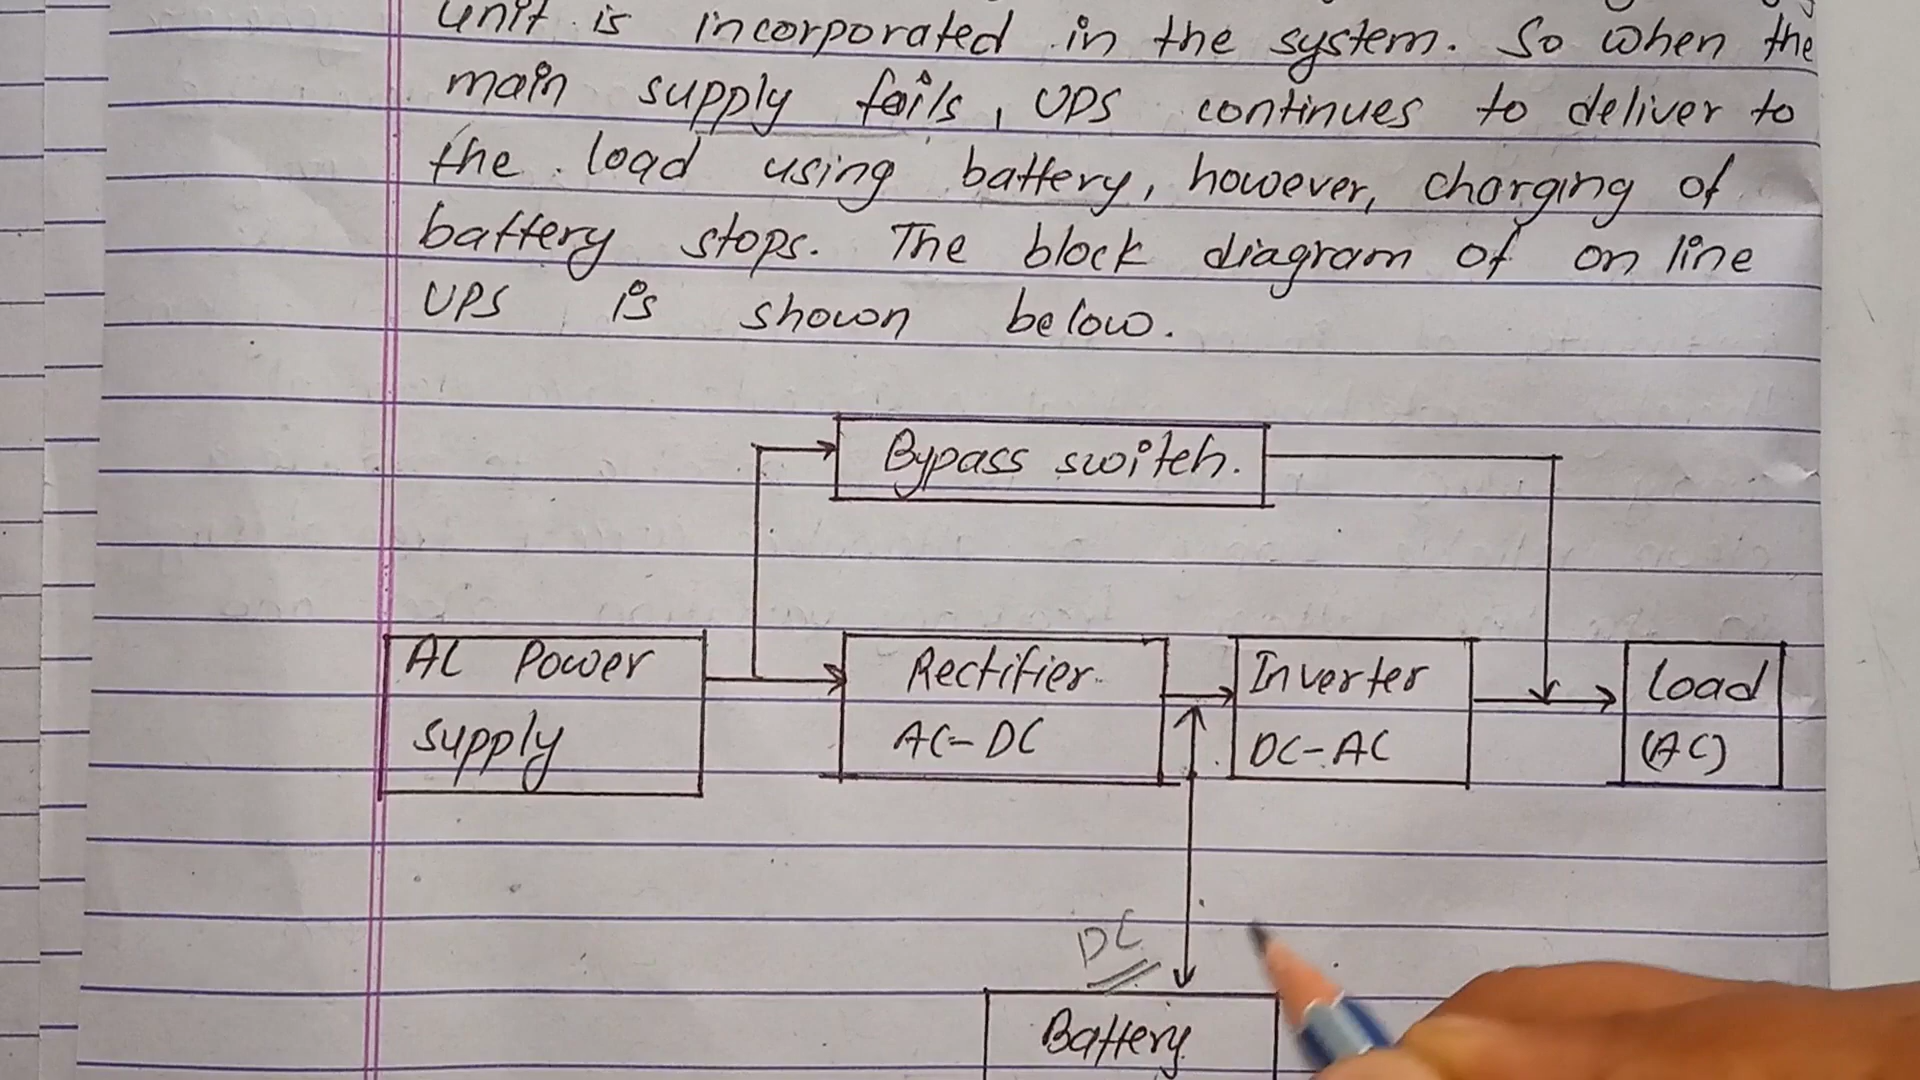 unit is incorporated in the system. So when the
main supply fails, UPS continues to deliver to
the load using battery, however, charging of
battery stops. The block diagram of on line
UPS is shown below.
Bypass switch.
AC Power
supply
Rectifier
AC-DC
Inverter
DC-AC
load
(AC)
DC
Battery